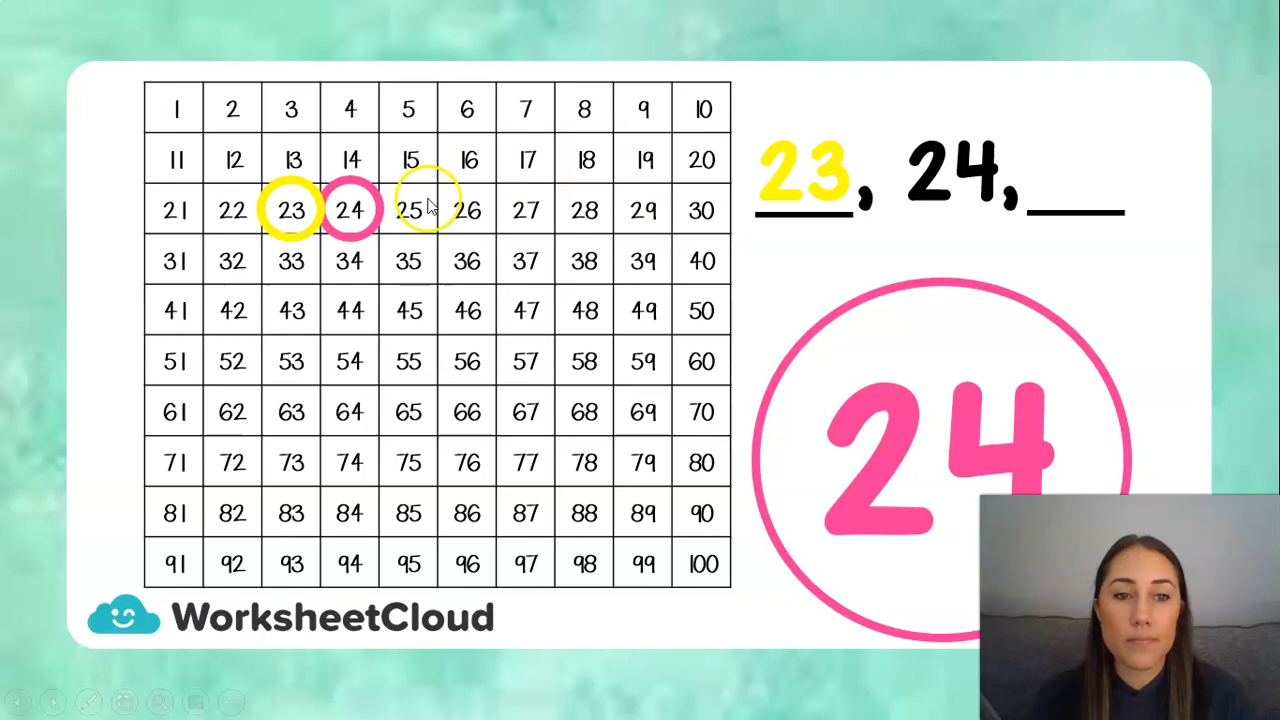 1 2 3 4 5 6 7 8 9 10
11 12 13 14 15 16 17 18 19 20
21 22 23 24 25 26 27 28 29 30
31 32 33 34 35 36 37 38 39 40
41 42 43 44 45 46 47 48 49 50
51 52 53 54 55 56 57 58 59 60
61 62 63 64 65 66 67 68 69 70
71 72 73 74 75 76 77 78 79 80
81 82 83 84 85 86 87 88 89 90
91 92 93 94 95 96 97 98 99 100
23, 24, ___
24
WorksheetCloud